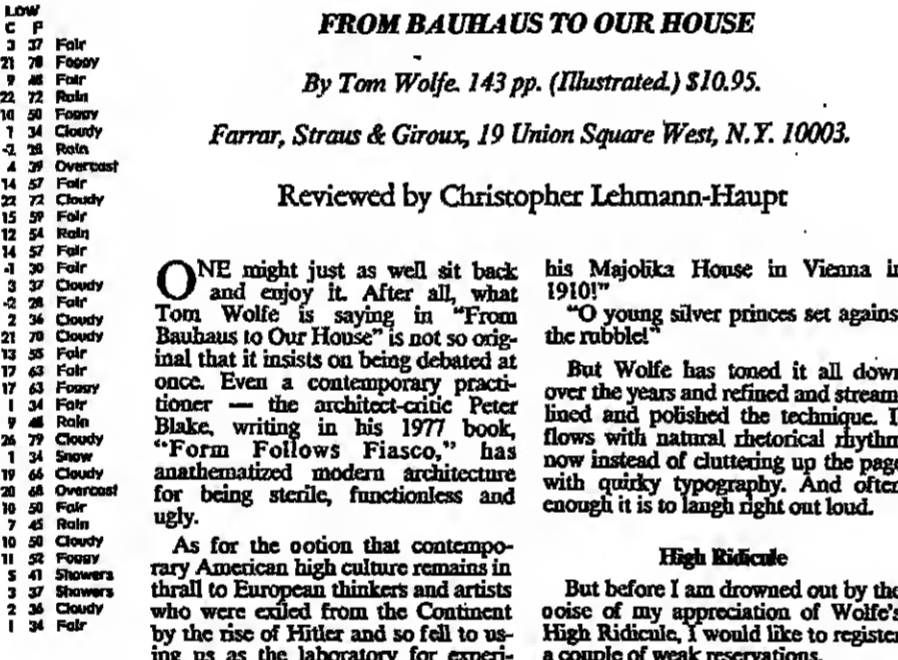 LOW
C F
3 37 Fair
21 70 Foggy
9 48 Fair
22 72 Rain
10 50 Foggy
1 34 Cloudy
-2 28 Rain
4 39 Overcast
14 57 Fair
22 72 Cloudy
15 59 Fair
12 54 Rain
14 57 Fair
-1 30 Fair
3 37 Cloudy
-2 28 Fair
2 36 Cloudy
21 70 Cloudy
13 55 Fair
17 63 Fair
17 63 Foggy
1 34 Fair
9 48 Rain
26 79 Cloudy
1 34 Snow
19 66 Cloudy
20 68 Overcast
10 50 Fair
7 45 Rain
10 50 Cloudy
11 52 Foggy
5 41 Showers
3 37 Showers
2 36 Cloudy
1 34 Fair
FROM BAUHAUS TO OUR HOUSE
By Tom Wolfe. 143 pp. (Illustrated.) $10.95.
Farrar, Straus & Giroux, 19 Union Square West, N.Y. 10003.
Reviewed by Christopher Lehmann-Haupt
ONE might just as well sit back
and enjoy it. After all, what
Tom Wolfe is saying in "From
Bauhaus to Our House" is not so orig-
inal that it insists on being debated at
once. Even a contemporary practi-
tioner — the architect-critic Peter
Blake, writing in his 1977 book,
"Form Follows Fiasco," has
anathematized modern architecture
for being sterile, functionless and
ugly.
As for the notion that contempo-
rary American high culture remains in
thrall to European thinkers and artists
who were exiled from the Continent
by the rise of Hitler and so fell to us-
ing us as the laboratory for experi-
his Majolika House in Vienna in
1910!"
"O young silver princes set against
the rubble!"
But Wolfe has toned it all down
over the years and refined and stream-
lined and polished the technique. It
flows with natural rhetorical rhythm
now instead of cluttering up the page
with quirky typography. And often
enough it is to laugh right out loud.
High Ridicule
But before I am drowned out by the
noise of my appreciation of Wolfe's
High Ridicule, I would like to register
a couple of weak reservations.